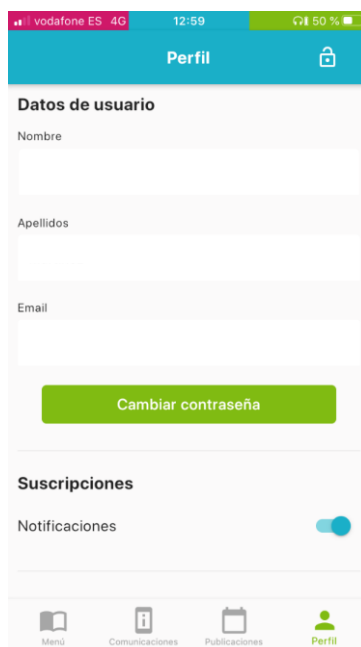 vodafone ES 4G 12:59 50 %
Perfil
Datos de usuario
Nombre
Apellidos
Email
Cambiar contraseña
Suscripciones
Notificaciones
Menú Comunicaciones Publicaciones Perfil